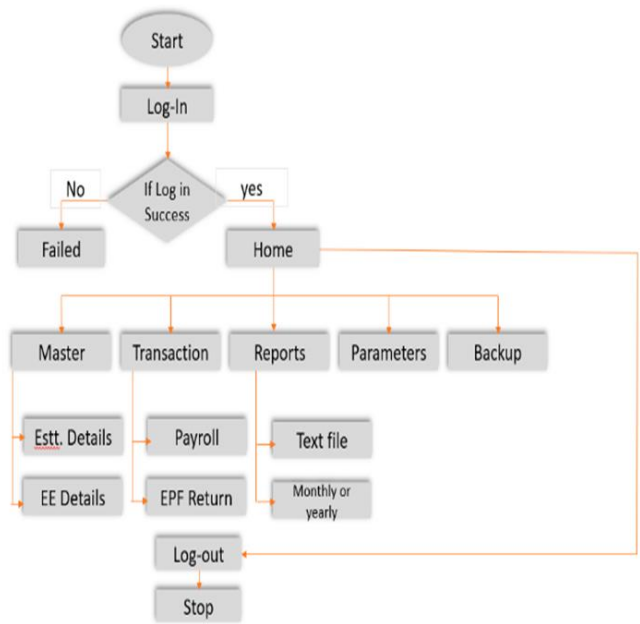 Start
Log-In
No
If Log in
Success
yes
Failed
Home
Master
Transaction
Reports
Parameters
Backup
Estt. Details
Payroll
Text file
EE Details
EPF Return
Monthly or
yearly
Log-out
Stop